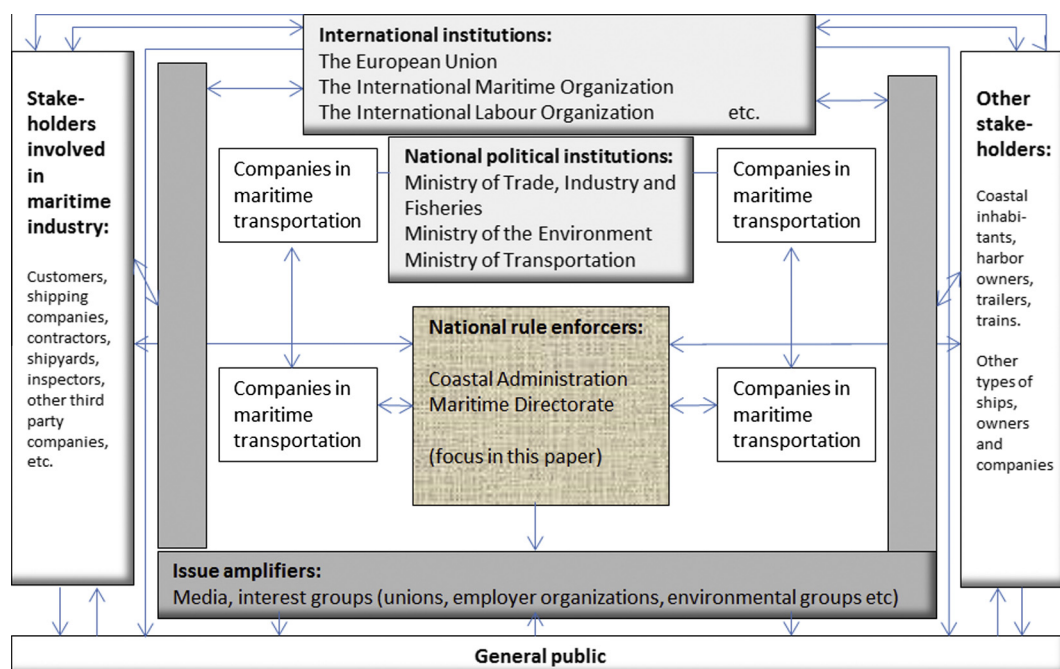 International institutions:
The European Union
The International Maritime Organization
The International Labour Organization etc.
Stake-
holders
involved
in
maritime
industry:
Customers,
shipping
companies,
contractors,
shipyards,
inspectors,
other third
party
companies,
etc.
Companies in
maritime
transportation
National political institutions:
Ministry of Trade, Industry and
Fisheries
Ministry of the Environment
Ministry of Transportation
Companies in
maritime
transportation
Other
stake-
holders:
Coastal
inhabi-
tants,
harbor
owners,
trailers,
trains.
Other
types of
ships,
owners
and
companies
Companies in
maritime
transportation
National rule enforcers:
Coastal Administration
Maritime Directorate
(focus in this paper)
Companies in
maritime
transportation
Issue amplifiers:
Media, interest groups (unions, employer organizations, environmental groups etc)
General public